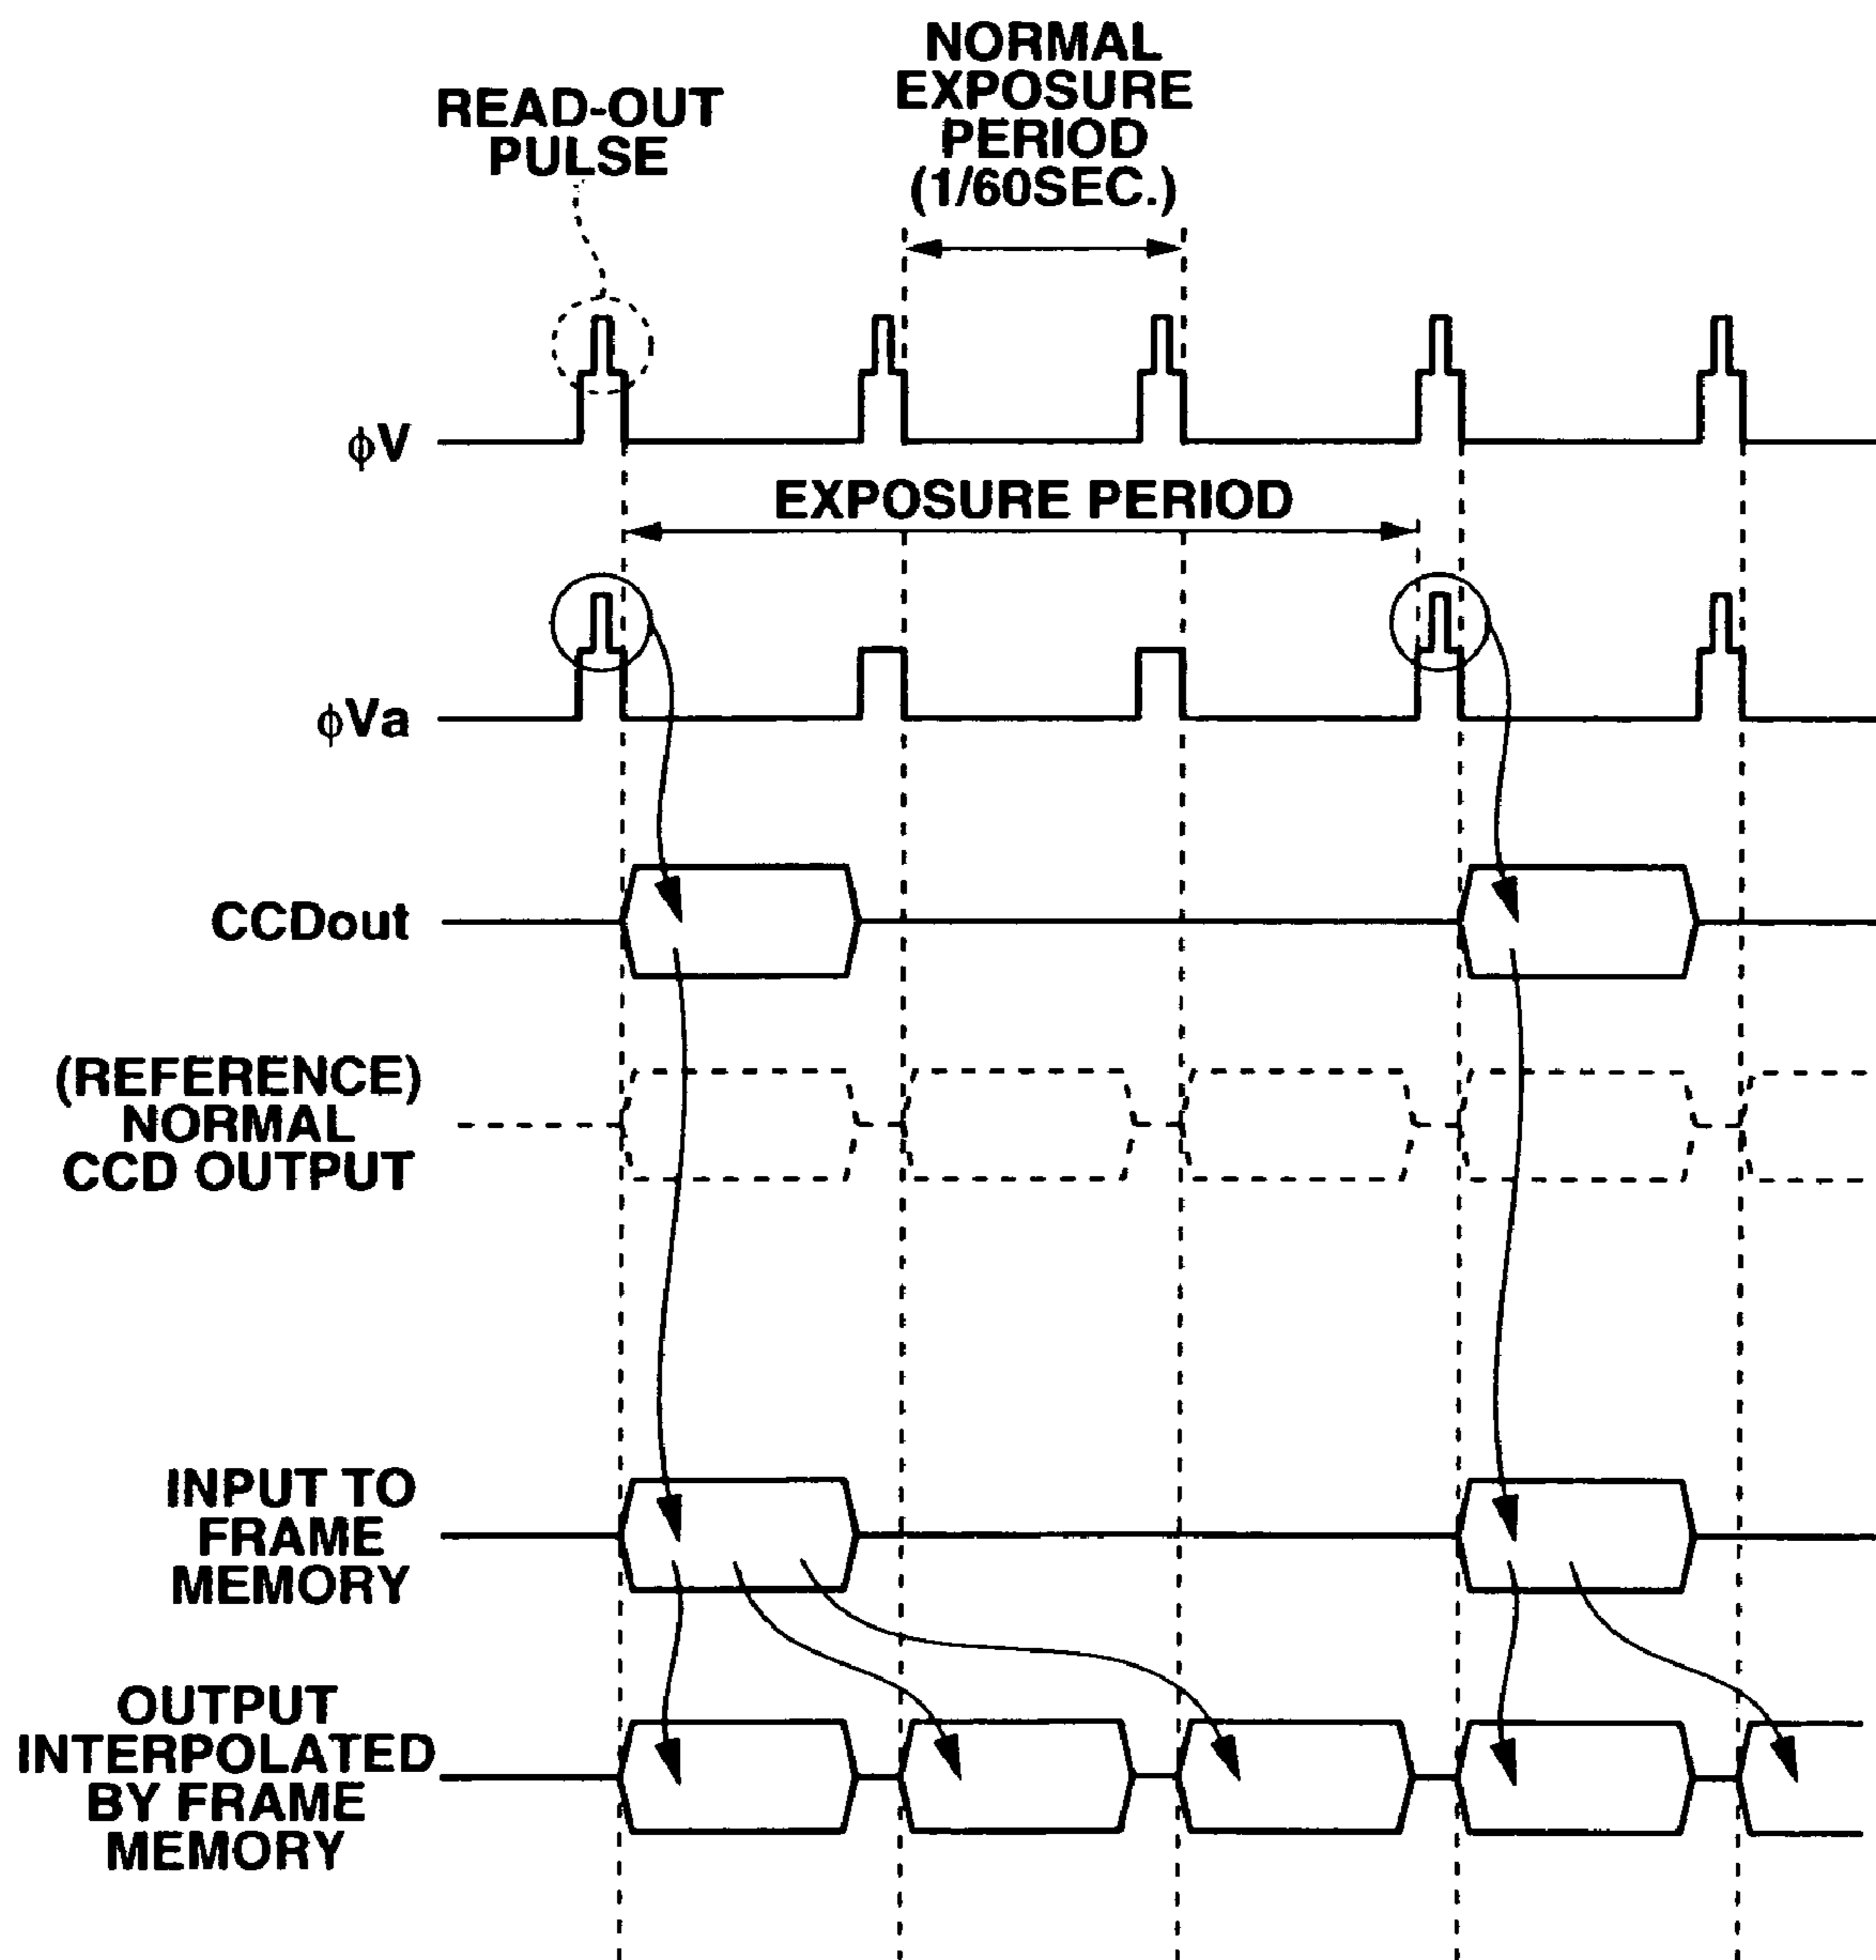 NORMAL
EXPOSURE
PERIOD
(1/60SEC.)
READ-OUT
PULSE
ϕV
EXPOSURE PERIOD
ϕVa
CCDout
(REFERENCE)
NORMAL
CCD OUTPUT
INPUT TO
FRAME
MEMORY
OUTPUT
INTERPOLATED
BY FRAME
MEMORY